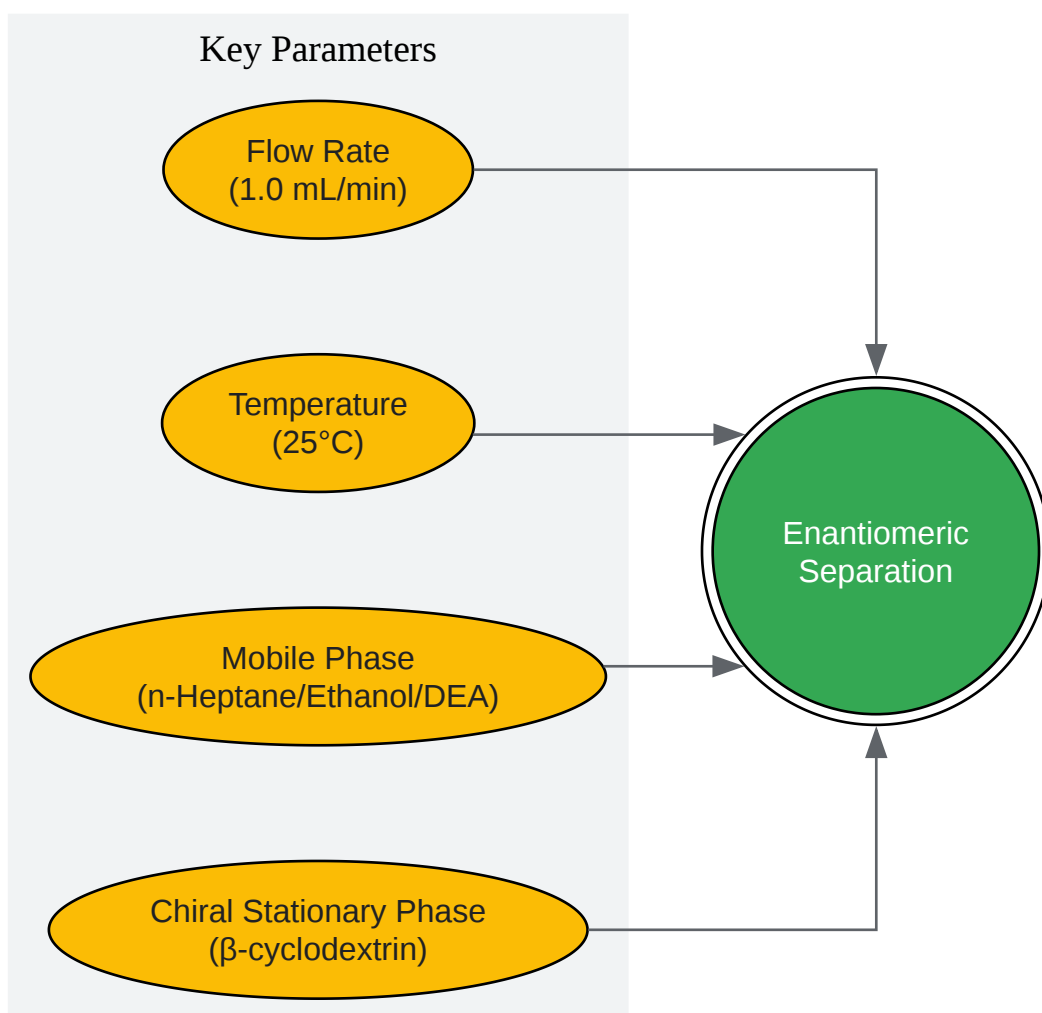 Key Parameters
Flow Rate
(1.0 mL/min)
Temperature
(25°C)
Enantiomeric
Separation
Mobile Phase
(n-Heptane/Ethanol/DEA)
Chiral Stationary Phase
(β-cyclodextrin)